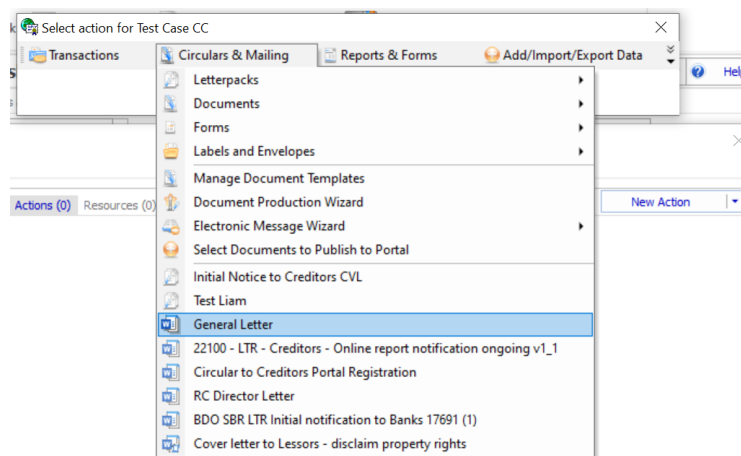 Select action for Test Case CC
Transactions Circulars & Mailing Reports & Forms Add/Import/Export Data
Letterpacks
Documents
Forms
Labels and Envelopes
Manage Document Templates
Document Production Wizard
Electronic Message Wizard
Select Documents to Publish to Portal
Initial Notice to Creditors CVL
Test Liam
General Letter
22100 - LTR - Creditors - Online report notification ongoing v1_1
Circular to Creditors Portal Registration
RC Director Letter
BDO SBR LTR Initial notification to Banks 17691 (1)
Cover letter to Lessors - disclaim property rights
Actions (0) Resources (0)
New Action